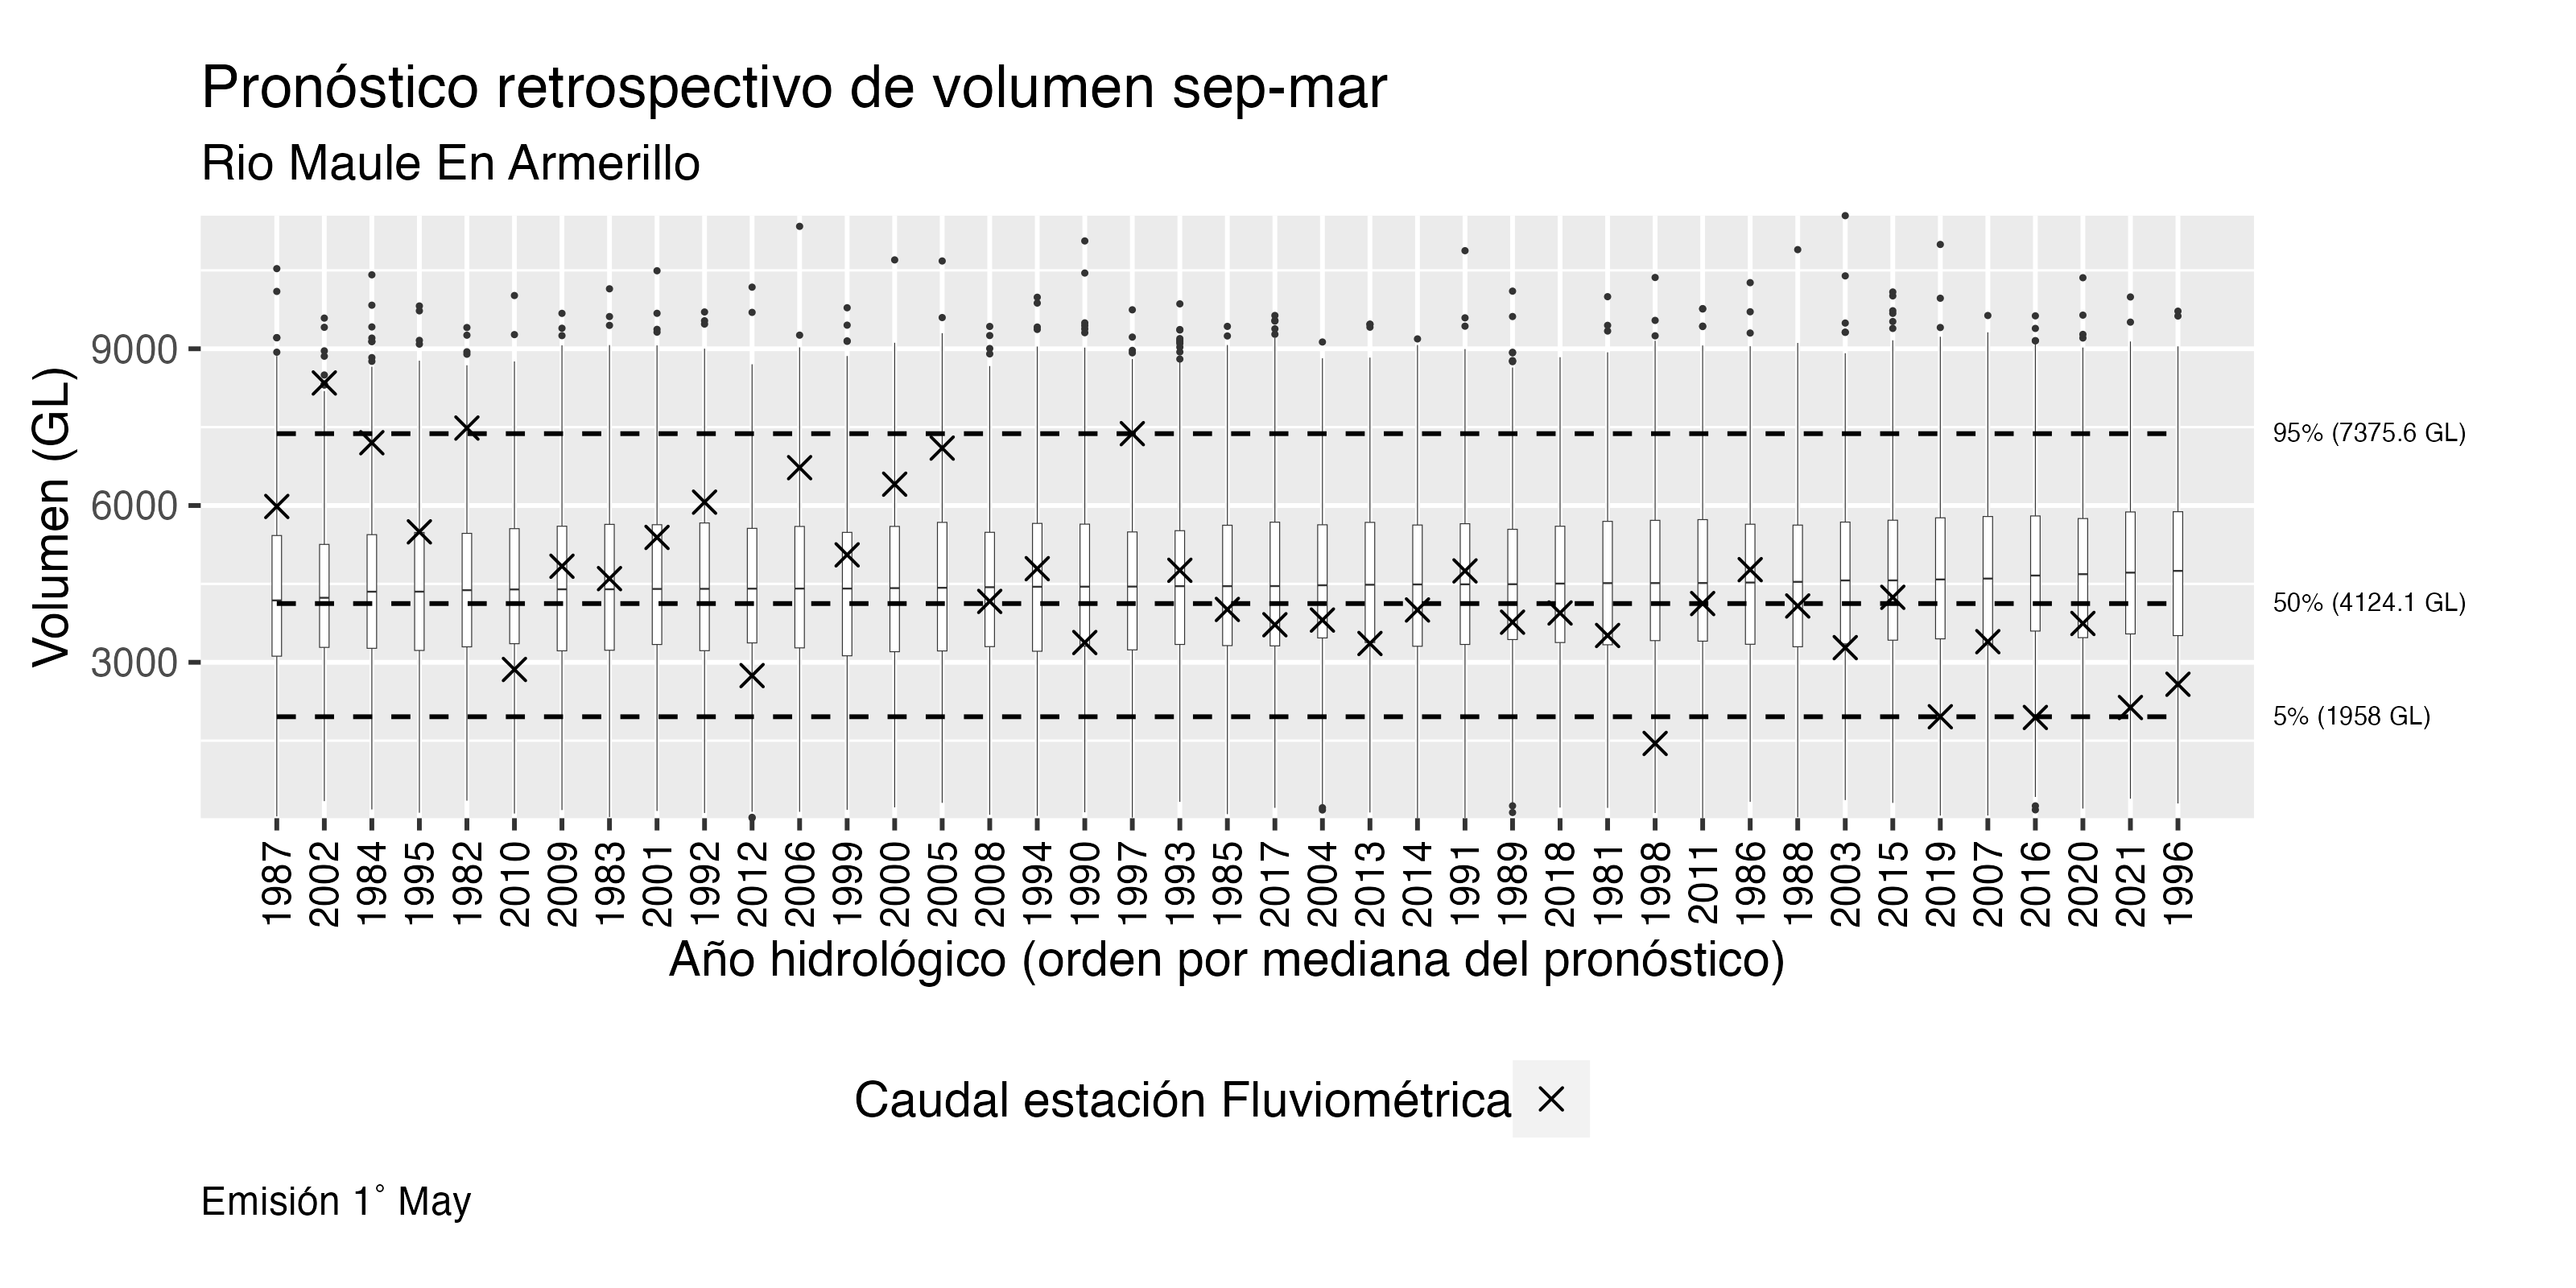 Pronóstico retrospectivo de volumen sep-mar
Rio Maule En Armerillo
Volumen (GL)
9000
6000
3000
95% (7375.6 GL)
50% (4124.1 GL)
5% (1958 GL)
1987 2002 1984 1995 1982 2010 2009 1983 2001 1992 2012 2006 1999 2000 2005 2008 1994 1990 1997 1993 1985 2017 2004 2013 2014 1991 1989 2018 1981 1998 2011 1986 1988 2003 2015 2019 2007 2016 2020 2021 1996
Año hidrológico (orden por mediana del pronóstico)
Caudal estación Fluviométrica
Emisión 1° May